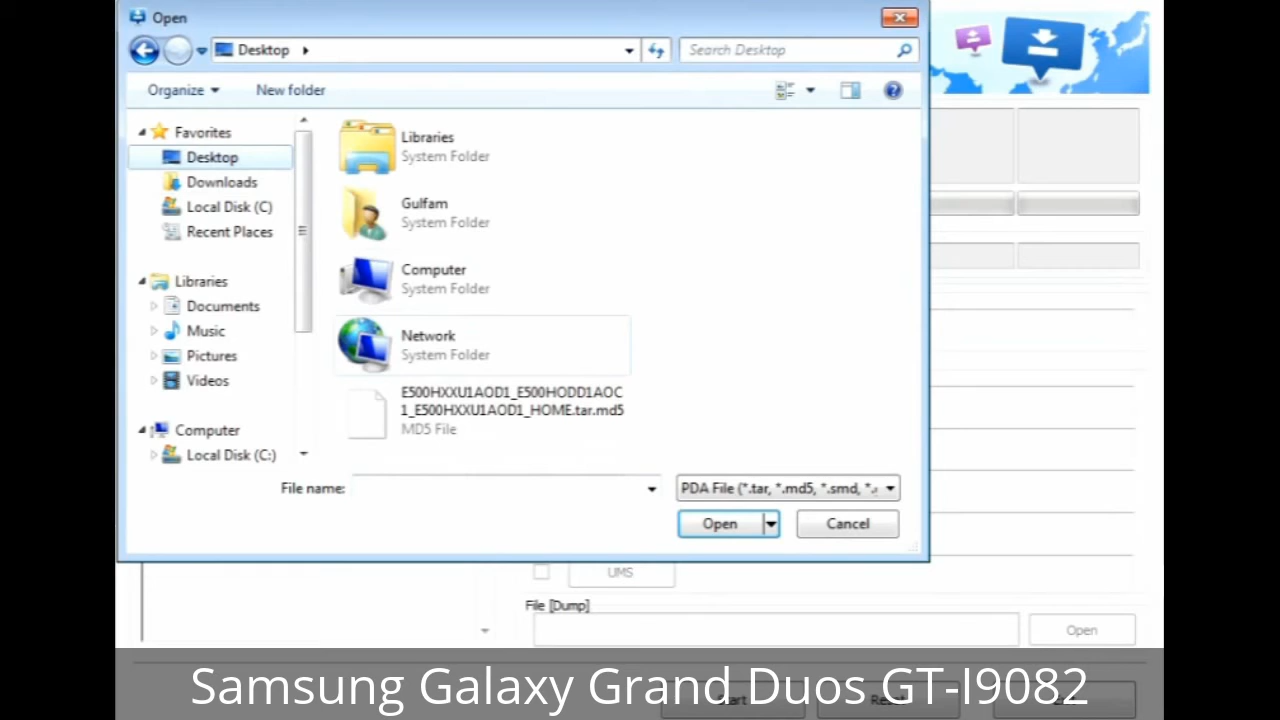 Open
Desktop
Search Desktop
Organize
New folder
Favorites
Desktop
Downloads
Local Disk (C)
Recent Places
Libraries
Documents
Music
Pictures
Videos
Computer
Local Disk (C:)
Libraries
System Folder
Gulfam
System Folder
Computer
System Folder
Network
System Folder
E500HXXU1AOD1_E500HODD1AOC
1_E500HXXU1AOD1_HOME.tar.md5
MD5 File
File name:
PDA File (*.tar, *.md5, *.smd, *.
Open
Cancel
UMS
File [Dump]
Open
Start
Samsung Galaxy Grand Duos GT-I9082